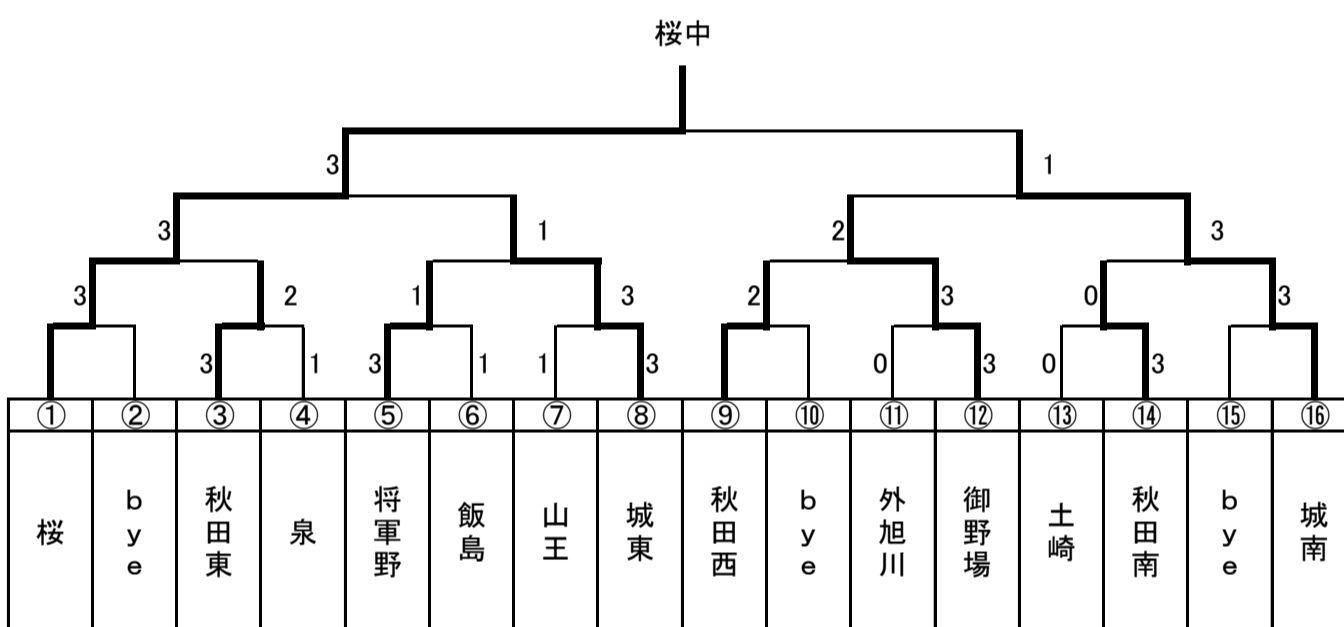 桜中
3 1
3 1 2 3
3 2 1 3 2 3 0 3
3 1 3 1 1 3 0 3 0 3
① ② ③ ④ ⑤ ⑥ ⑦ ⑧ ⑨ ⑩ ⑪ ⑫ ⑬ ⑭ ⑮ ⑯
桜
bye
秋田東
泉
将軍野
飯島
山王
城東
秋田西
bye
外旭川
御野場
土崎
秋田南
bye
城南